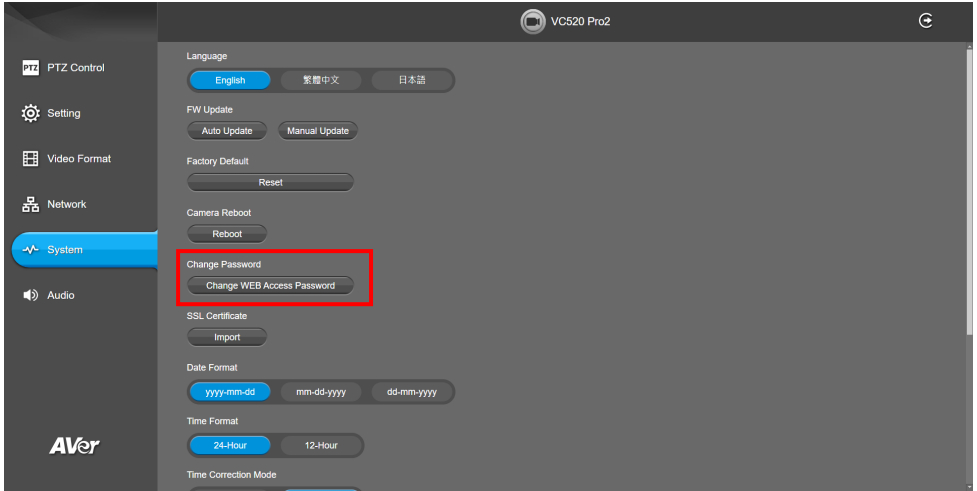 VC520 Pro2
PTZ PTZ Control
Setting
Video Format
Network
System
Audio
AVer
Language
English 繁體中文 日本語
FW Update
Auto Update Manual Update
Factory Default
Reset
Camera Reboot
Reboot
Change Password
Change WEB Access Password
SSL Certificate
Import
Date Format
yyyy-mm-dd mm-dd-yyyy dd-mm-yyyy
Time Format
24-Hour 12-Hour
Time Correction Mode